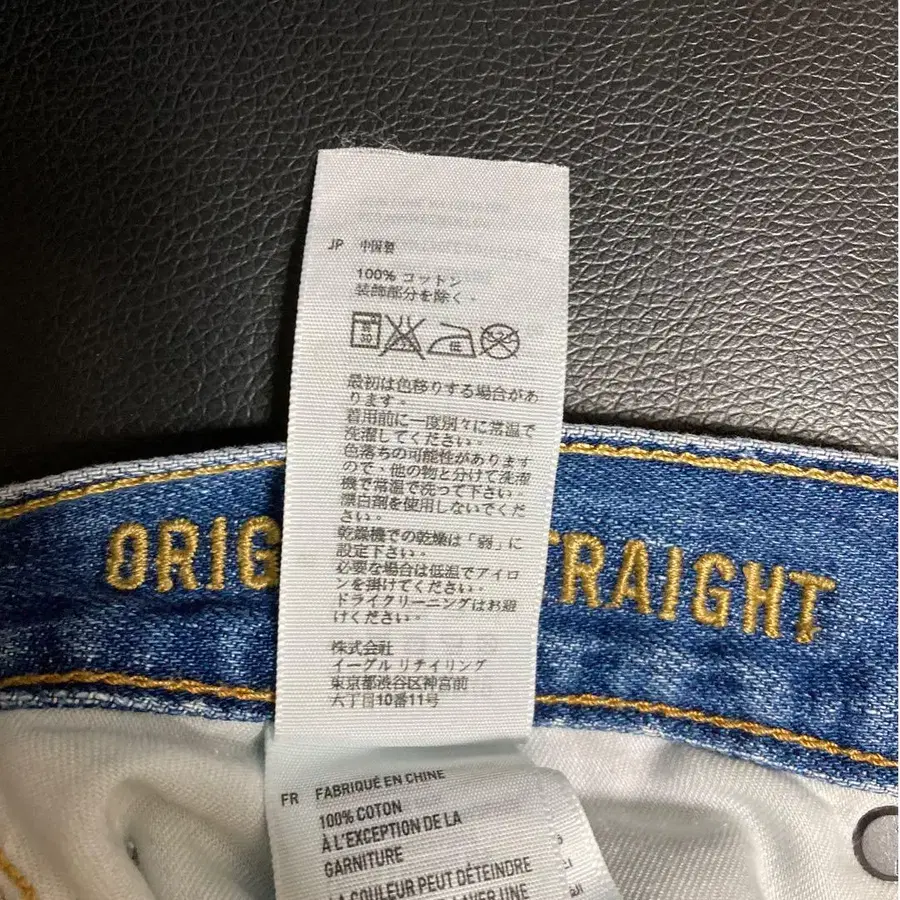 JP 中国製
100% コットン
装飾部分を除く。
最初は色移りする場合があ
ります。
着用前に一度別々に常温で
洗濯してください。
色落ちの可能性があります
ので、他の物と分けて洗濯
機で常温で洗って下さい。
漂白剤を使用しないでくだ
さい。
乾燥機での乾燥は「弱」に
設定下さい。
必要な場合は低温でアイロ
ンを掛けてください。
ドライクリーニングはお避
けください。
株式会社
イーグル リテイリング
東京都渋谷区神宮前
六丁目10番11号
ORIG
TRAIGHT
FR FABRIQUÉ EN CHINE
100% COTON
À L'EXCEPTION DE LA
GARNITURE
LA COULEUR PEUT DÉTEINDRE
LAVER UNE